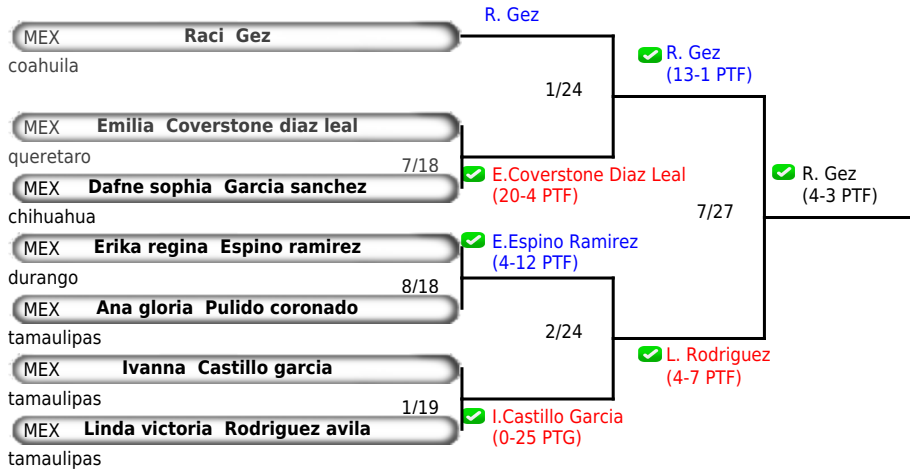 R. Gez
MEX Raci Gez
coahuila
R. Gez
(13-1 PTF)
1/24
MEX Emilia Coverstone diaz leal
queretaro
7/18
MEX Dafne sophia Garcia sanchez
chihuahua
E.Coverstone Diaz Leal
(20-4 PTF)
R. Gez
(4-3 PTF)
7/27
MEX Erika regina Espino ramirez
durango
E.Espino Ramirez
(4-12 PTF)
8/18
MEX Ana gloria Pulido coronado
tamaulipas
2/24
L. Rodriguez
(4-7 PTF)
MEX Ivanna Castillo garcia
tamaulipas
1/19
MEX Linda victoria Rodriguez avila
tamaulipas
I.Castillo Garcia
(0-25 PTG)